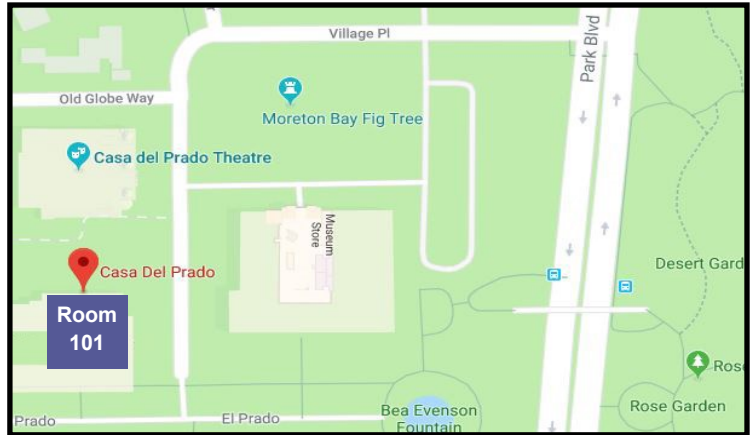 Village Pl
Park Blvd
Old Globe Way
Moreton Bay Fig Tree
Casa del Prado Theatre
Museum
Store
Casa Del Prado
Desert Gard
Room
101
Rose
Rose Garden
Prado
El Prado
Bea Evenson
Fountain